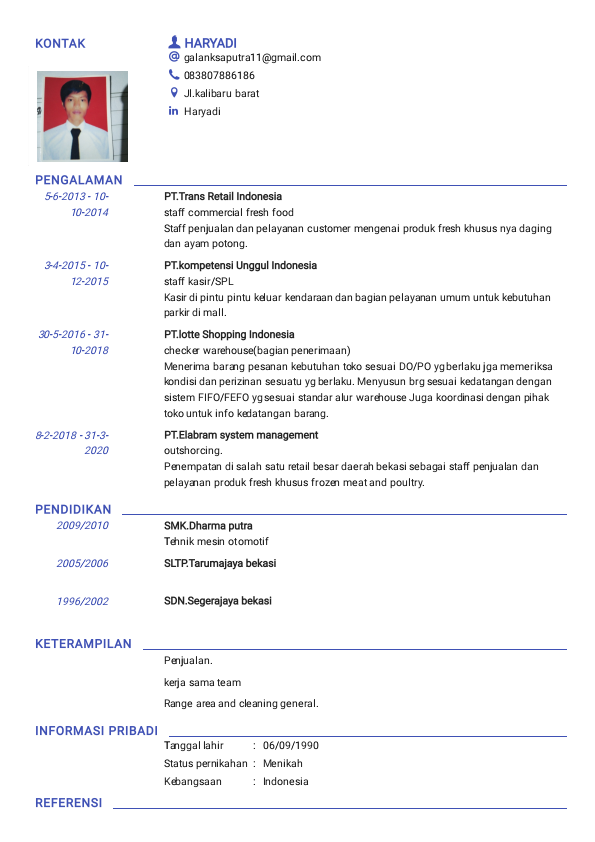 KONTAK
HARYADI
galanksaputra11@gmail.com
083807886186
Jl.kalibaru barat
Haryadi
PENGALAMAN
5-6-2013 - 10-
10-2014
PT.Trans Retail Indonesia
staff commercial fresh food
Staff penjualan dan pelayanan customer mengenai produk fresh khusus nya daging
dan ayam potong.
3-4-2015 - 10-
12-2015
PT.kompetensi Unggul Indonesia
staff kasir/SPL
Kasir di pintu pintu keluar kendaraan dan bagian pelayanan umum untuk kebutuhan
parkir di mall.
30-5-2016 - 31-
10-2018
PT.lotte Shopping Indonesia
checker warehouse(bagian penerimaan)
Menerima barang pesanan kebutuhan toko sesuai DO/PO yg berlaku jga memeriksa
kondisi dan perizinan sesuatu yg berlaku. Menyusun brg sesuai kedatangan dengan
sistem FIFO/FEFO yg sesuai standar alur warehouse Juga koordinasi dengan pihak
toko untuk info kedatangan barang.
8-2-2018 - 31-3-
2020
PT.Elabram system management
outshorcing.
Penempatan di salah satu retail besar daerah bekasi sebagai staff penjualan dan
pelayanan produk fresh khusus frozen meat and poultry.
PENDIDIKAN
2009/2010
SMK.Dharma putra
Tehnik mesin otomotif
2005/2006
SLTP.Tarumajaya bekasi
1996/2002
SDN.Segerajaya bekasi
KETERAMPILAN
Penjualan.
kerja sama team
Range area and cleaning general.
INFORMASI PRIBADI
Tanggal lahir : 06/09/1990
Status pernikahan : Menikah
Kebangsaan : Indonesia
REFERENSI